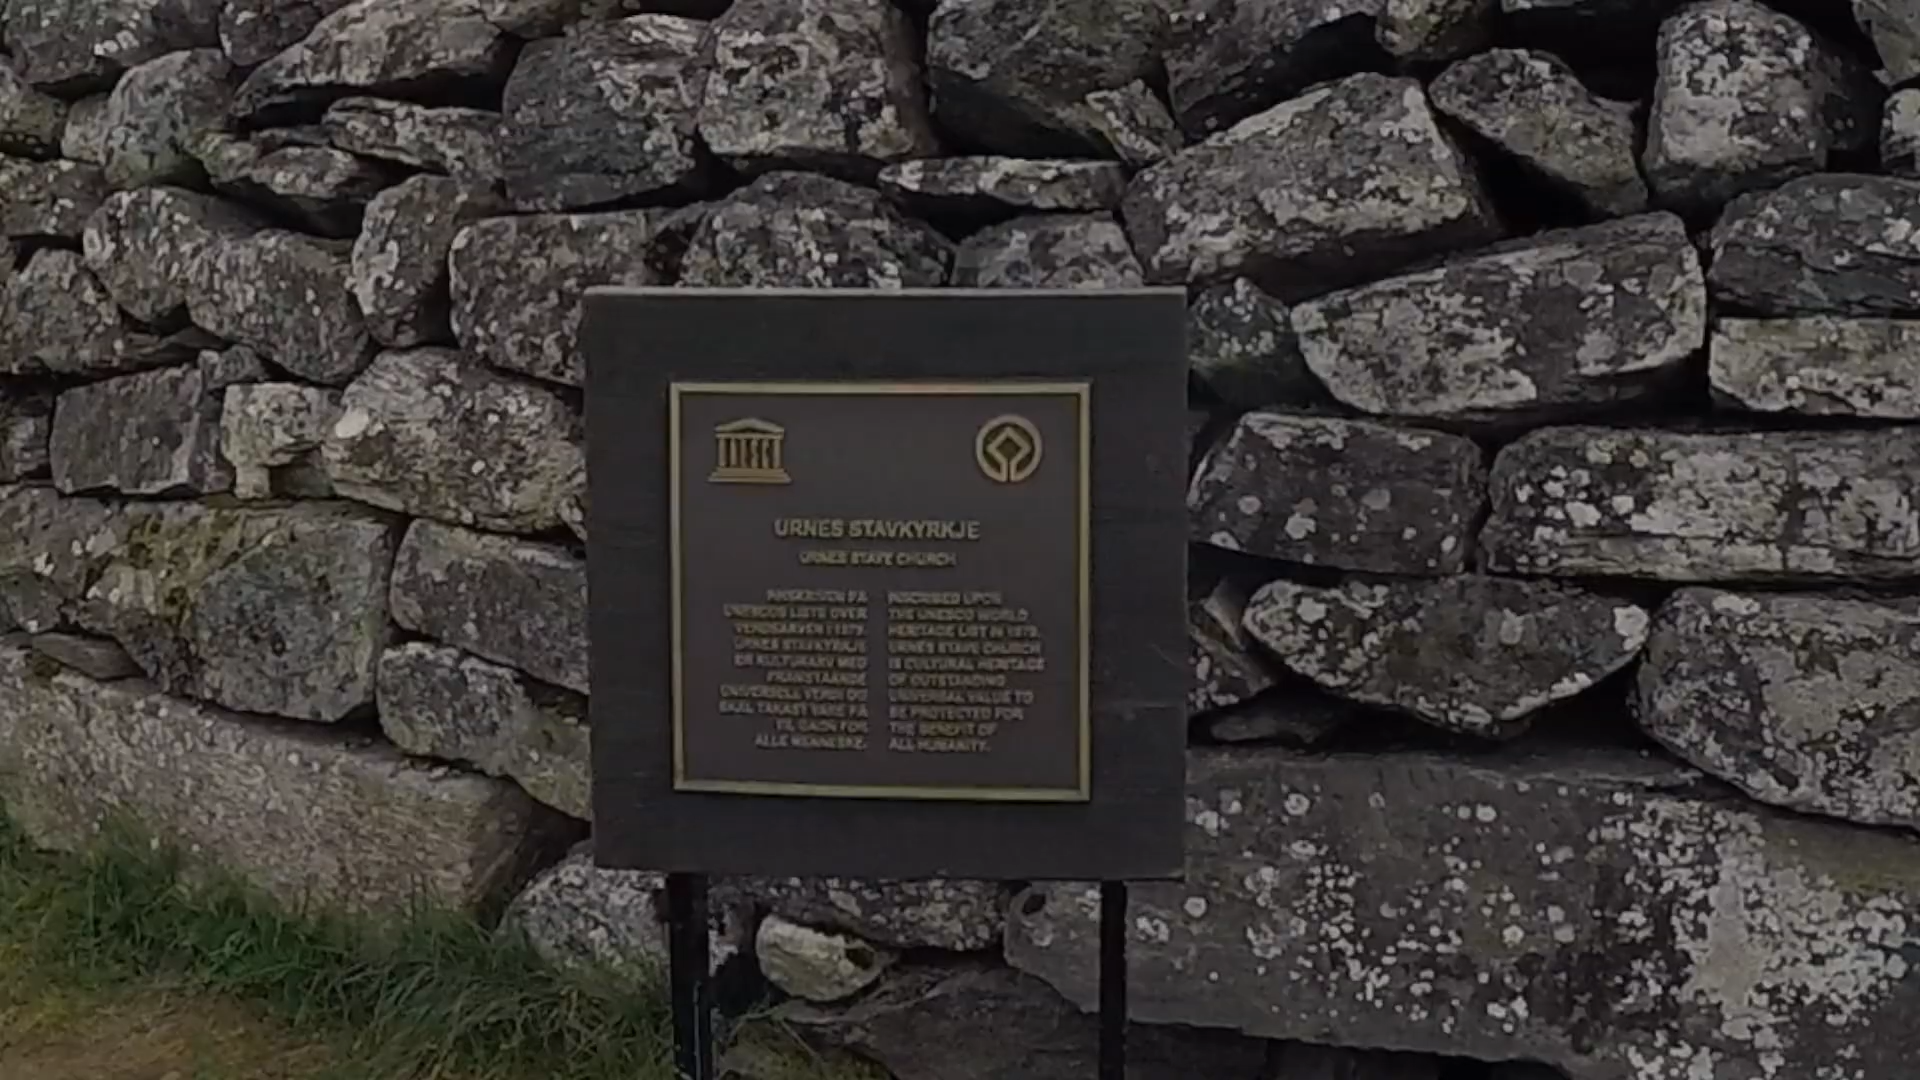 UNESCO
URNES STAVKYRKJE
URNES STAVE CHURCH
INNSKRIVEN PÅ
UNESCOS LISTE OVER
VERDSARVEN I 1979.
URNES STAVKYRKJE
ER KULTURARV MED
FRAMSTÅANDE
UNIVERSELL VERDI OG
SKAL TAKAST VARE PÅ
TIL GAGN FOR
ALLE MENNESKE.
INSCRIBED UPON
THE UNESCO WORLD
HERITAGE LIST IN 1979.
URNES STAVE CHURCH
IS CULTURAL HERITAGE
OF OUTSTANDING
UNIVERSAL VALUE TO
BE PROTECTED FOR
THE BENEFIT OF
ALL HUMANITY.